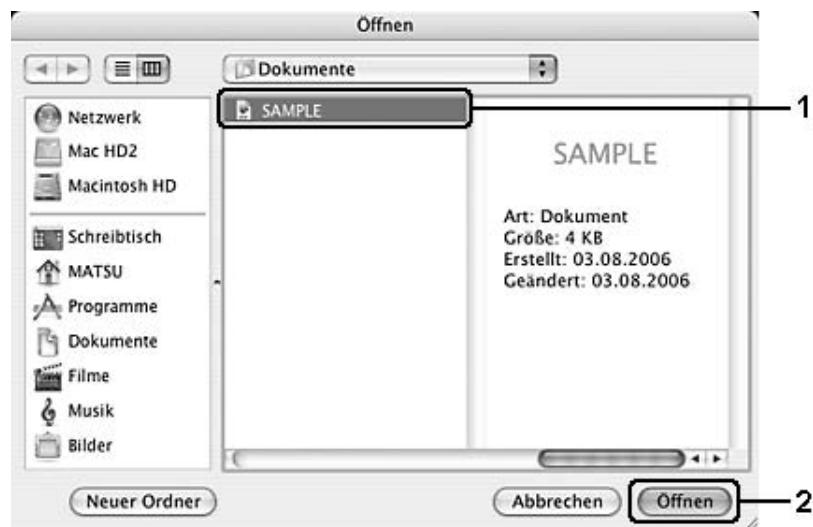 Öffnen
Dokumente
Netzwerk
Mac HD2
Macintosh HD
Schreibtisch
MATSU
Programme
Dokumente
Filme
Musik
Bilder
SAMPLE
1
SAMPLE
Art: Dokument
Größe: 4 KB
Erstellt: 03.08.2006
Geändert: 03.08.2006
Neuer Ordner
Abbrechen
Öffnen
2